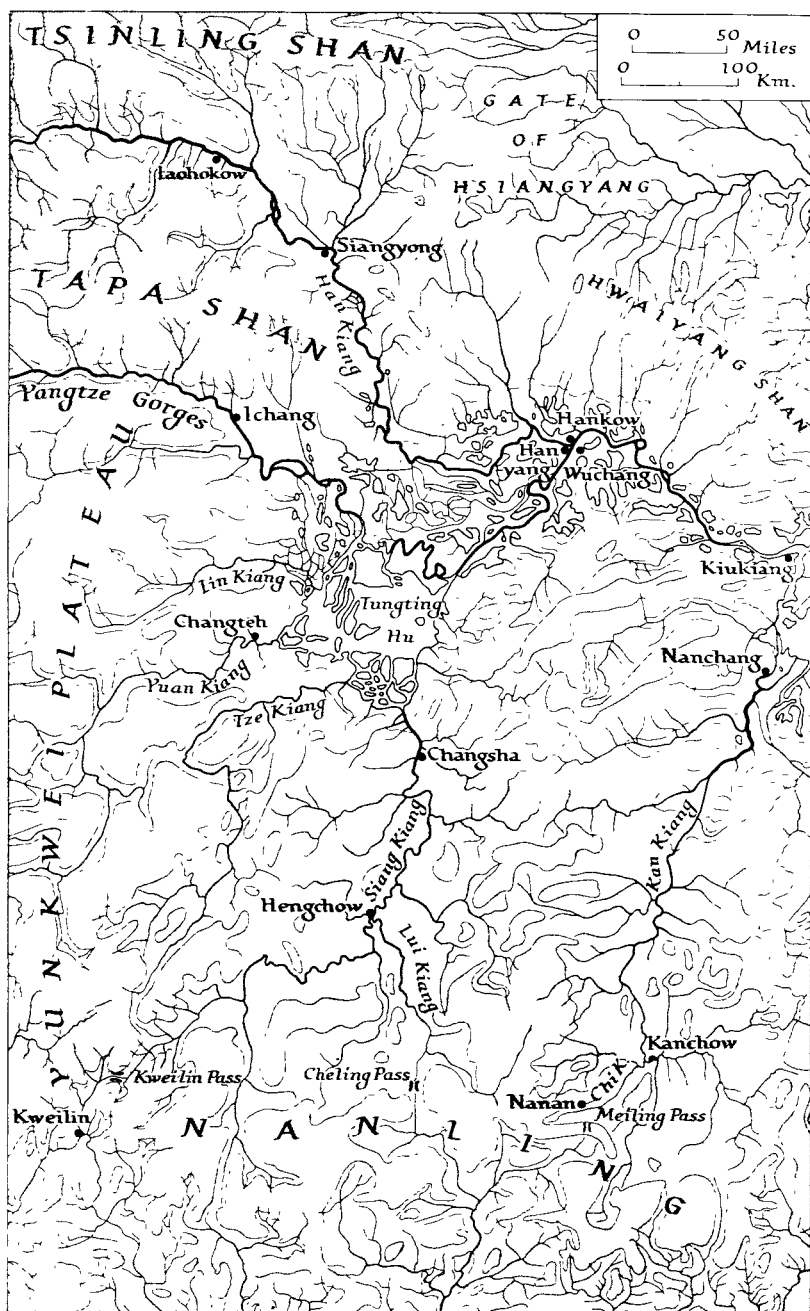 TSINLING SHAN
0 50 Miles
0 100 Km.
GATE
OF
HSIANGYANG
Laohokow
Siangyong
Han Kiang
TAPA SHAN
HWAIYANG SHAN
Yangtze Gorges
Ichang
Hankow
Han
yang
Wuchang
Kiukiang
Lin Kiang
Tungting
Hu
Changteh
Yuan Kiang
Nanchang
Tze Kiang
Changsha
YUNKWEI PLATEAU
Siang Kiang
Kan Kiang
Hengchow
Lui Kiang
Kanchow
Kweilin Pass
Cheling Pass
Chi K.
Nanan
Meiling Pass
Kweilin
NANLING